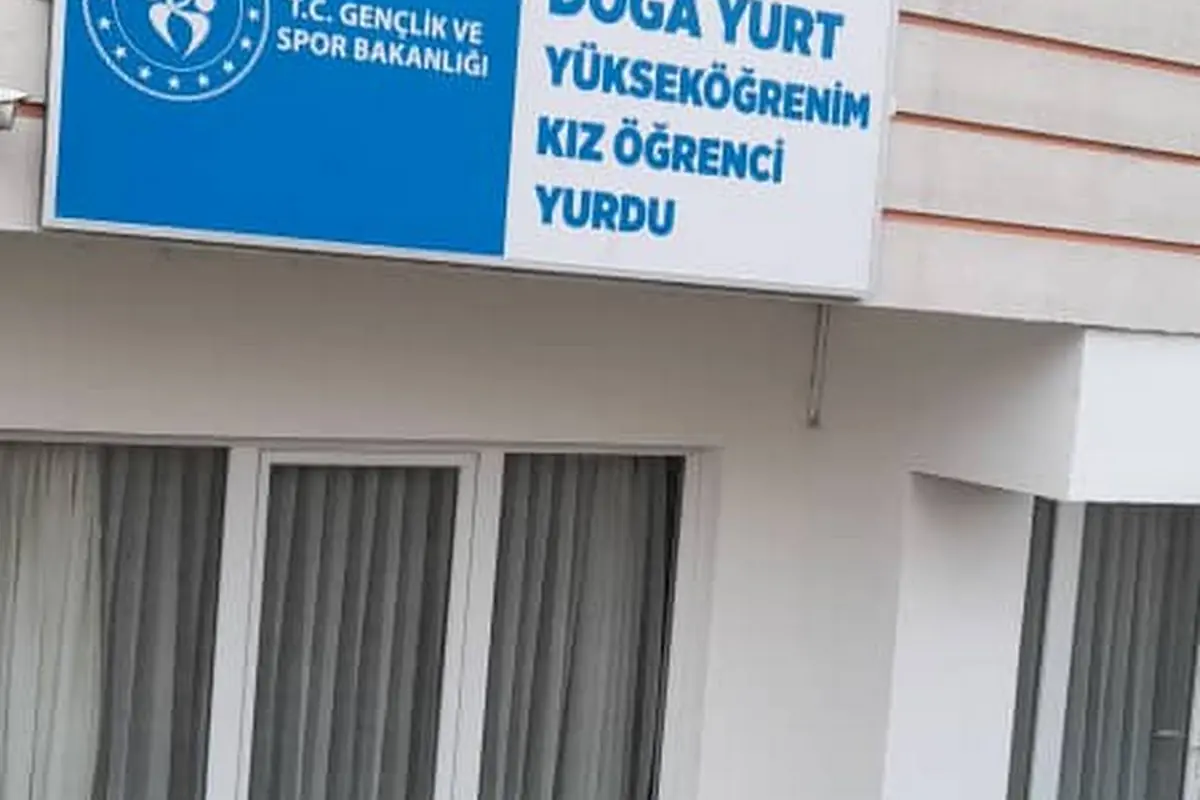 T.C. GENÇLİK VE
SPOR BAKANLIĞI
DOĞA YURT
YÜKSEKÖĞRENİM
KIZ ÖĞRENCİ
YURDU